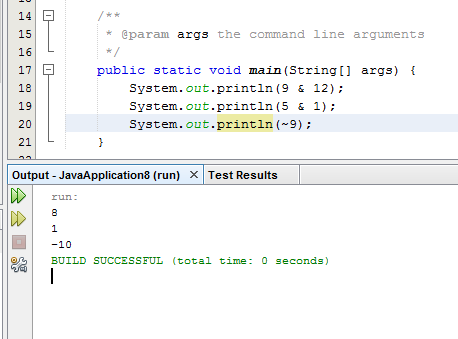 14 /**
15 * @param args the command line arguments
16 */
17 public static void main(String[] args) {
18 System.out.println(9 & 12);
19 System.out.println(5 & 1);
20 System.out.println(~9);
21 }
Output - JavaApplication8 (run) × Test Results
run:
8
1
-10
BUILD SUCCESSFUL (total time: 0 seconds)